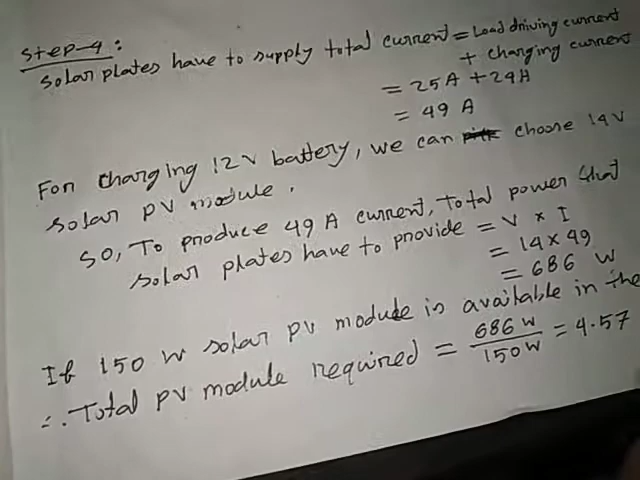 Step-4:
Solar plates have to supply total current = Load driving current
+ charging current
= 25A + 24A
= 49 A
For charging 12V battery, we can choose 14V
solar PV module.
So, To produce 49 A current, Total power that
solar plates have to provide = V × I
= 14 × 49
= 686 W
If 150 W solar PV module is available in the
∴ Total PV module required = 686 W / 150 W = 4.57